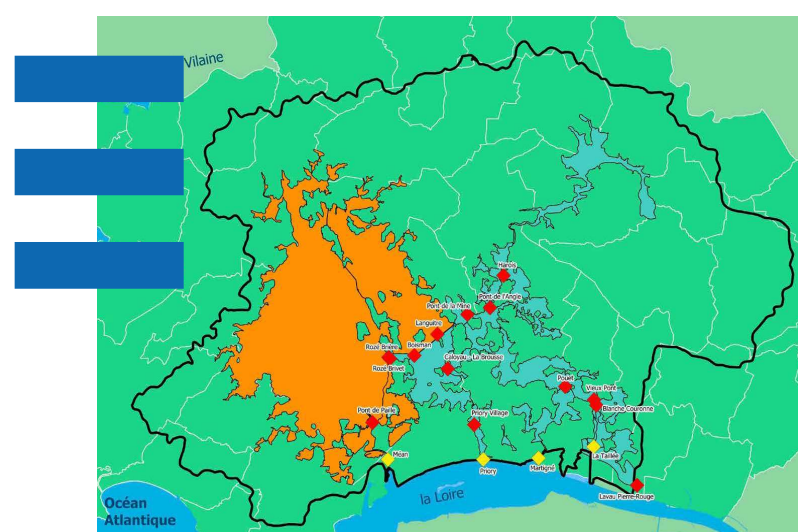 Vilaine
Harois
Pont de l'Angle
Pont de la Mine
Languitre
Rozé Brière
Boisman
Caloyau - La Brousse
Rozé Brivet
Pouet
Vieux Pont
Blanche Couronne
Pont de Paille
Priory Village
Méan
La Taillée
Priory
Martigné
Lavau Pierre-Rouge
la Loire
Océan
Atlantique